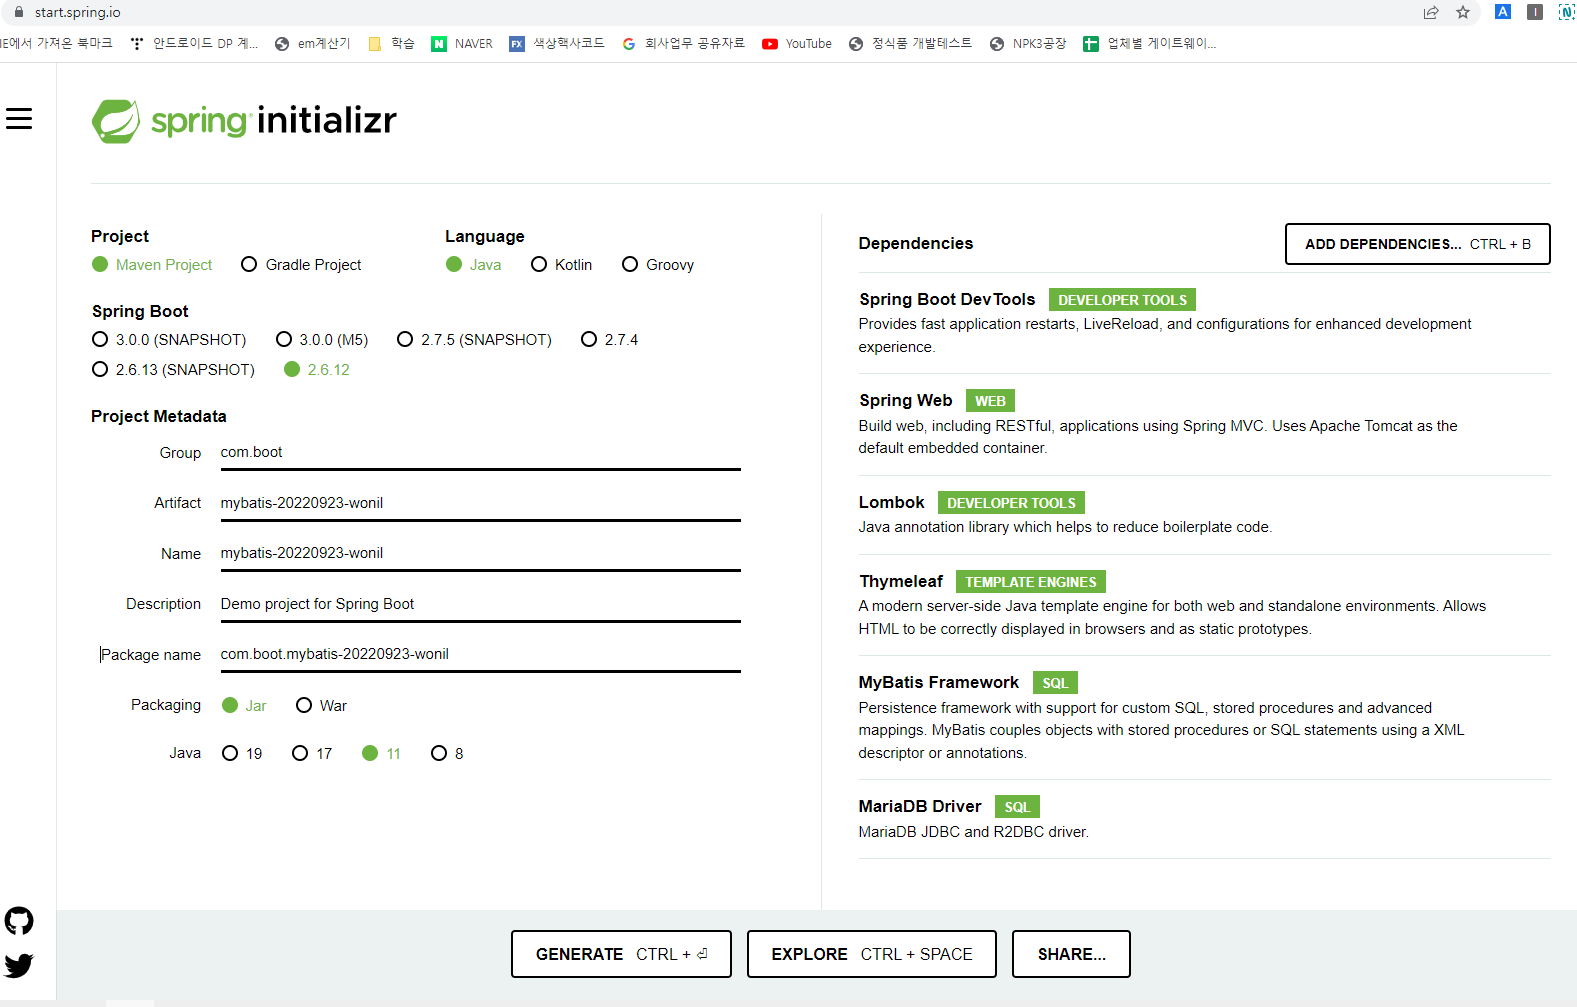 start.spring.io
IE에서 가져온 북마크 안드로이드 DP 계... em계산기 학습 NAVER 색상핵사코드 회사업무 공유자료 YouTube 정식품 개발테스트 NPK3공장 업체별 게이트웨이...
spring initializr
Project
Maven Project Gradle Project
Language
Java Kotlin Groovy
Spring Boot
3.0.0 (SNAPSHOT) 3.0.0 (M5) 2.7.5 (SNAPSHOT) 2.7.4
2.6.13 (SNAPSHOT) 2.6.12
Project Metadata
Group com.boot
Artifact mybatis-20220923-wonil
Name mybatis-20220923-wonil
Description Demo project for Spring Boot
Package name com.boot.mybatis-20220923-wonil
Packaging Jar War
Java 19 17 11 8
Dependencies
ADD DEPENDENCIES... CTRL + B
Spring Boot DevTools DEVELOPER TOOLS
Provides fast application restarts, LiveReload, and configurations for enhanced development
experience.
Spring Web WEB
Build web, including RESTful, applications using Spring MVC. Uses Apache Tomcat as the
default embedded container.
Lombok DEVELOPER TOOLS
Java annotation library which helps to reduce boilerplate code.
Thymeleaf TEMPLATE ENGINES
A modern server-side Java template engine for both web and standalone environments. Allows
HTML to be correctly displayed in browsers and as static prototypes.
MyBatis Framework SQL
Persistence framework with support for custom SQL, stored procedures and advanced
mappings. MyBatis couples objects with stored procedures or SQL statements using a XML
descriptor or annotations.
MariaDB Driver SQL
MariaDB JDBC and R2DBC driver.
GENERATE CTRL + ⏎
EXPLORE CTRL + SPACE
SHARE...